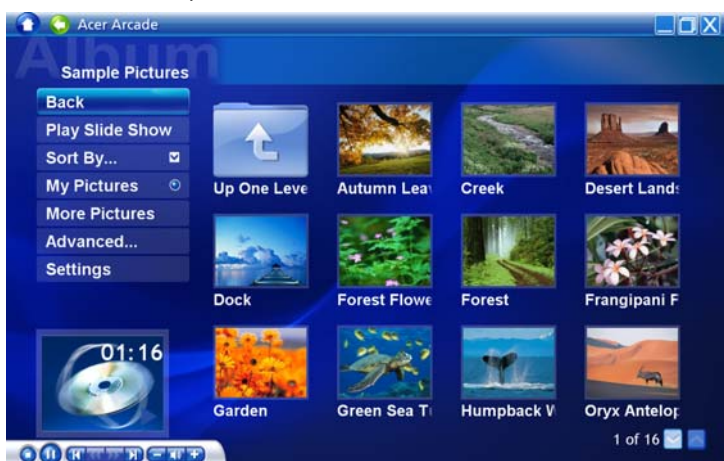 Acer Arcade
Album
Sample Pictures
Back
Play Slide Show
Sort By...
My Pictures
More Pictures
Advanced...
Settings
Up One Leve
Autumn Leav
Creek
Desert Lands
Dock
Forest Flowe
Forest
Frangipani F
Garden
Green Sea T
Humpback W
Oryx Antelop
01:16
1 of 16